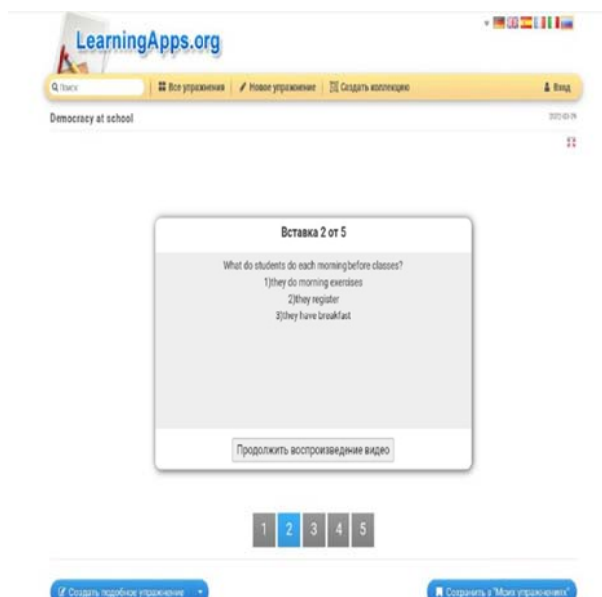 LearningApps.org
Поиск
Все упражнения
Новое упражнение
Создать коллекцию
Вход
Democracy at school
Вставка 2 от 5
What do students do each morning before classes?
1)they do morning exercises
2)they register
3)they have breakfast
Продолжить воспроизведение видео
1 2 3 4 5
Создать подобное упражнение
Сохранить в "Моих упражнениях"